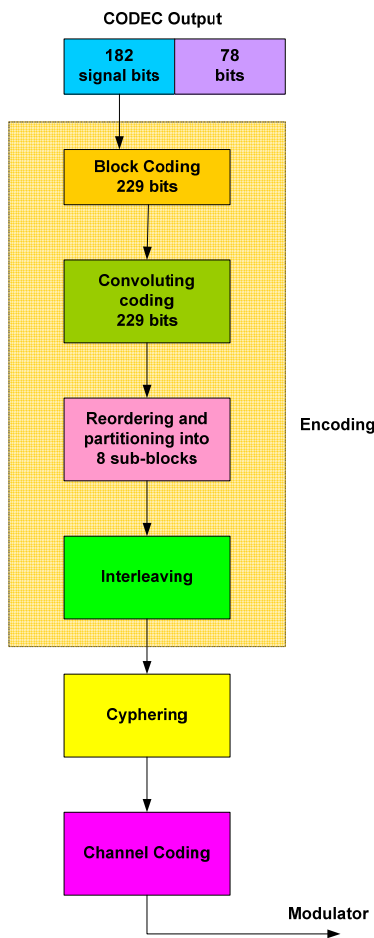 CODEC Output
182
signal bits
78
bits
Block Coding
229 bits
Convoluting
coding
229 bits
Reordering and
partitioning into
8 sub-blocks
Encoding
Interleaving
Cyphering
Channel Coding
Modulator